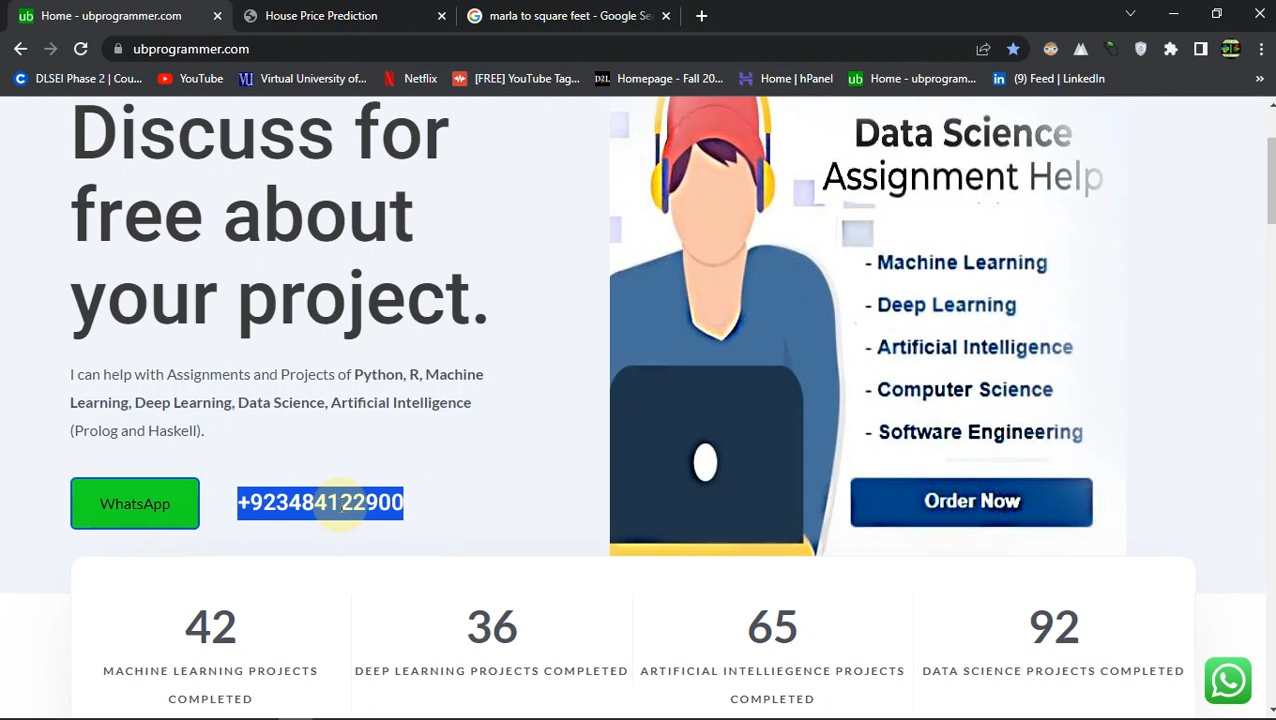 Home - ubprogrammer.com
House Price Prediction
marla to square feet - Google Se
ubprogrammer.com
DLSEI Phase 2 | Cou...
YouTube
Virtual University of...
Netflix
[FREE] YouTube Tag...
Homepage - Fall 20...
Home | hPanel
Home - ubprogram...
(9) Feed | LinkedIn
»
Discuss for
free about
your project.
I can help with Assignments and Projects of Python, R, Machine
Learning, Deep Learning, Data Science, Artificial Intelligence
(Prolog and Haskell).
WhatsApp
+923484122900
Data Science
Assignment Help
- Machine Learning
- Deep Learning
- Artificial Intelligence
- Computer Science
- Software Engineering
Order Now
42
MACHINE LEARNING PROJECTS
COMPLETED
36
DEEP LEARNING PROJECTS COMPLETED
65
ARTIFICIAL INTELLIEGENCE PROJECTS
COMPLETED
92
DATA SCIENCE PROJECTS COMPLETED